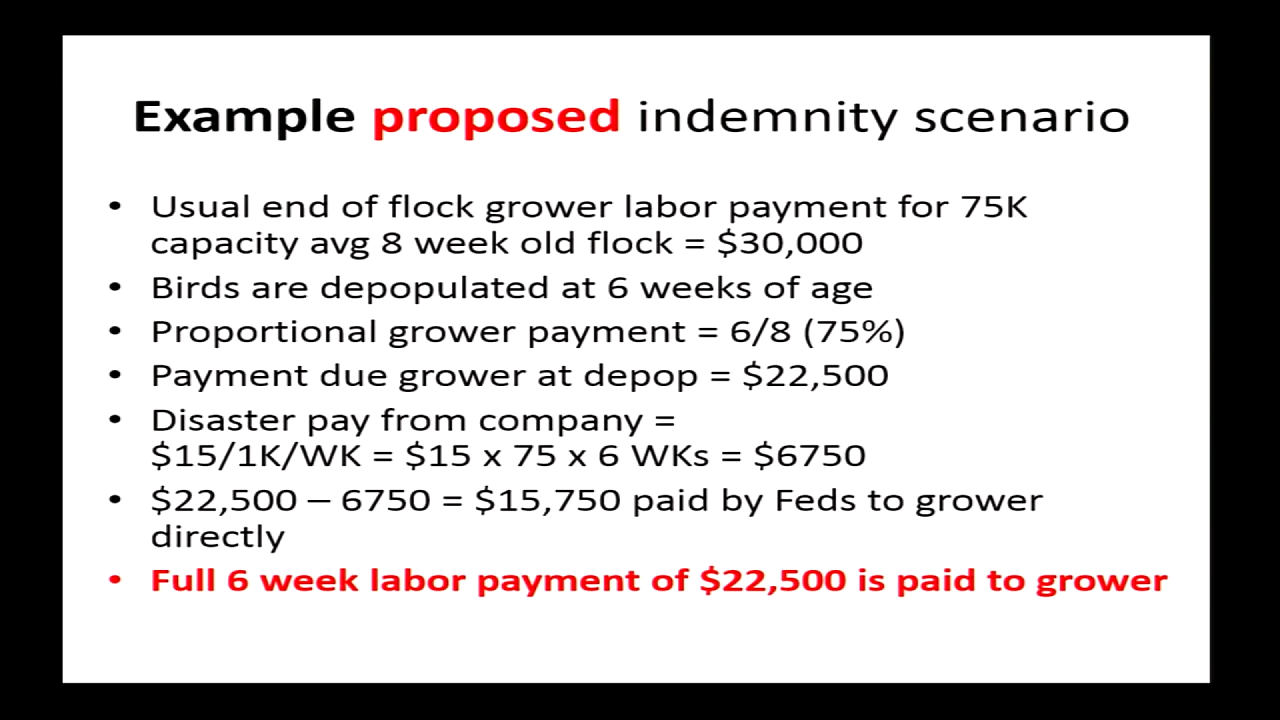 Example proposed indemnity scenario
• Usual end of flock grower labor payment for 75K
capacity avg 8 week old flock = $30,000
• Birds are depopulated at 6 weeks of age
• Proportional grower payment = 6/8 (75%)
• Payment due grower at depop = $22,500
• Disaster pay from company =
$15/1K/WK = $15 x 75 x 6 WKs = $6750
• $22,500 – 6750 = $15,750 paid by Feds to grower
directly
• Full 6 week labor payment of $22,500 is paid to grower